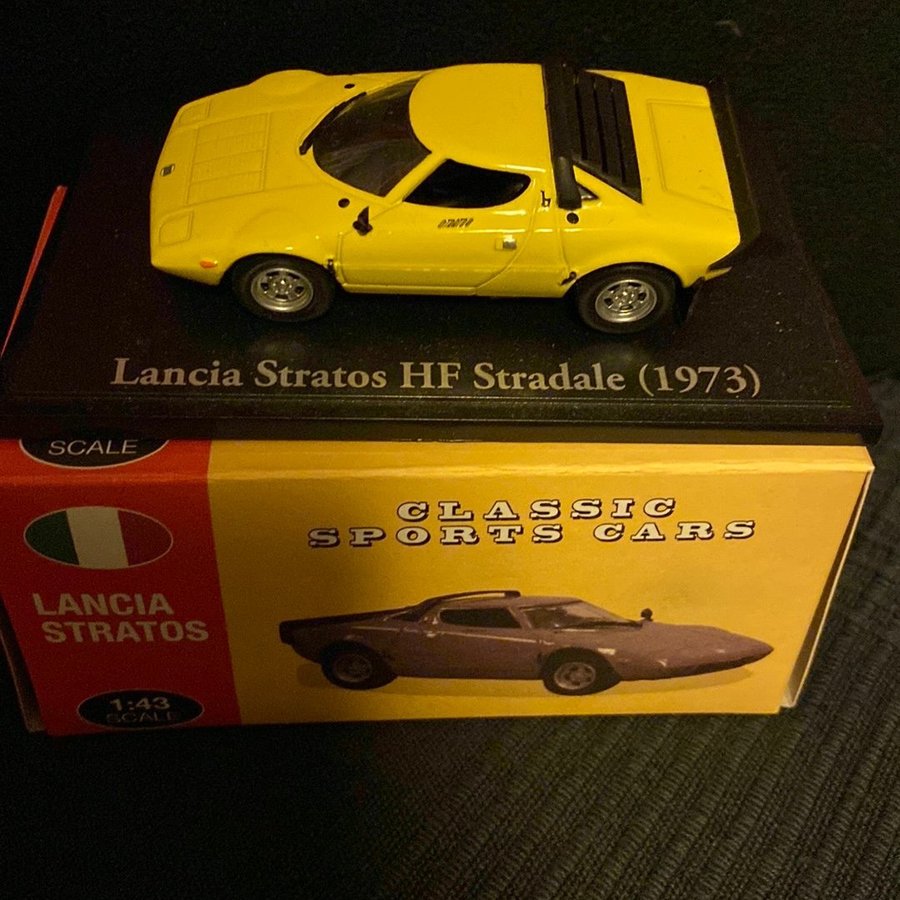 Lancia Stratos HF Stradale (1973)
SCALE
CLASSIC
SPORTS CARS
LANCIA
STRATOS
1:43
SCALE